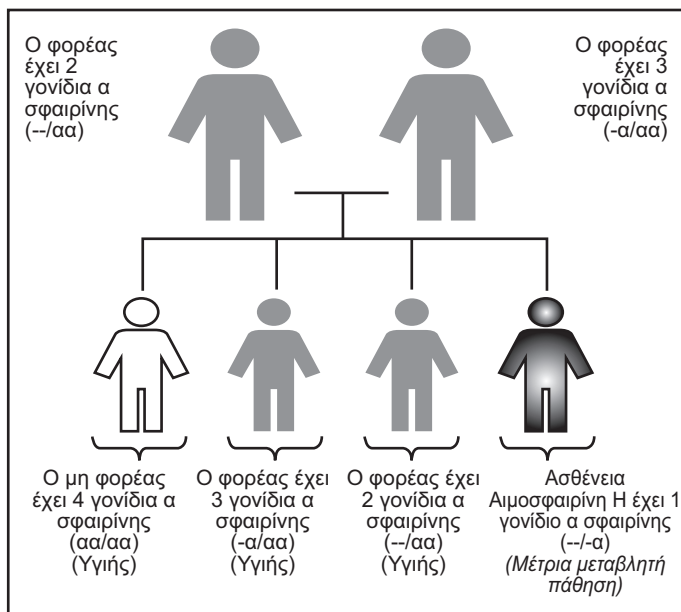 Ο φορέας
έχει 2
γονίδια α
σφαιρίνης
(--/αα)
Ο φορέας
έχει 3
γονίδια α
σφαιρίνης
(-α/αα)
Ο μη φορέας
έχει 4 γονίδια α
σφαιρίνης
(αα/αα)
(Υγιής)
Ο φορέας έχει
3 γονίδια α
σφαιρίνης
(-α/αα)
(Υγιής)
Ο φορέας έχει
2 γονίδια α
σφαιρίνης
(--/αα)
(Υγιής)
Ασθένεια
Αιμοσφαιρίνη Η έχει 1
γονίδιο α σφαιρίνης
(--/-α)
(Μέτρια μεταβλητή
πάθηση)